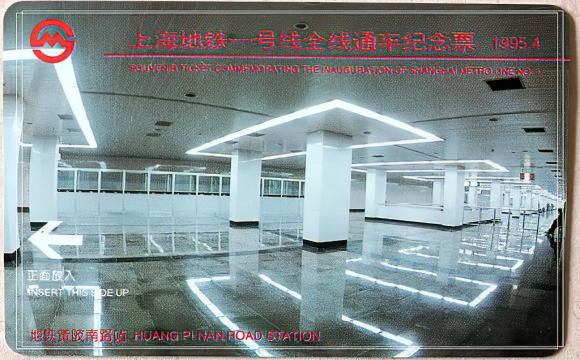 上海地铁一号线全线通车纪念票 1995.4
SOUVENIR TICKET COMMEMORATING THE INAUGURATION OF SHANGHAI METRO LINE NO. 1
正面放入
INSERT THIS SIDE UP
地铁黄陂南路站 HUANG PI NAN ROAD STATION